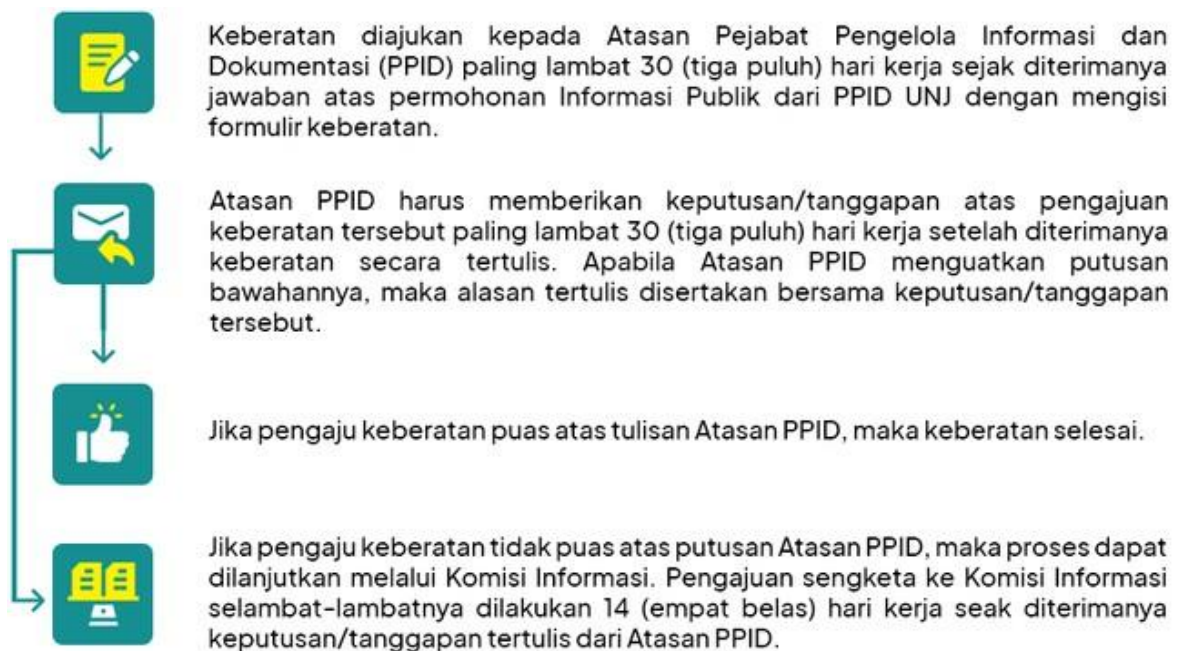 Keberatan diajukan kepada Atasan Pejabat Pengelola Informasi dan
Dokumentasi (PPID) paling lambat 30 (tiga puluh) hari kerja sejak diterimanya
jawaban atas permohonan Informasi Publik dari PPID UNJ dengan mengisi
formulir keberatan.
Atasan PPID harus memberikan keputusan/tanggapan atas pengajuan
keberatan tersebut paling lambat 30 (tiga puluh) hari kerja setelah diterimanya
keberatan secara tertulis. Apabila Atasan PPID menguatkan putusan
bawahannya, maka alasan tertulis disertakan bersama keputusan/tanggapan
tersebut.
Jika pengaju keberatan puas atas tulisan Atasan PPID, maka keberatan selesai.
Jika pengaju keberatan tidak puas atas putusan Atasan PPID, maka proses dapat
dilanjutkan melalui Komisi Informasi. Pengajuan sengketa ke Komisi Informasi
selambat-lambatnya dilakukan 14 (empat belas) hari kerja seak diterimanya
keputusan/tanggapan tertulis dari Atasan PPID.